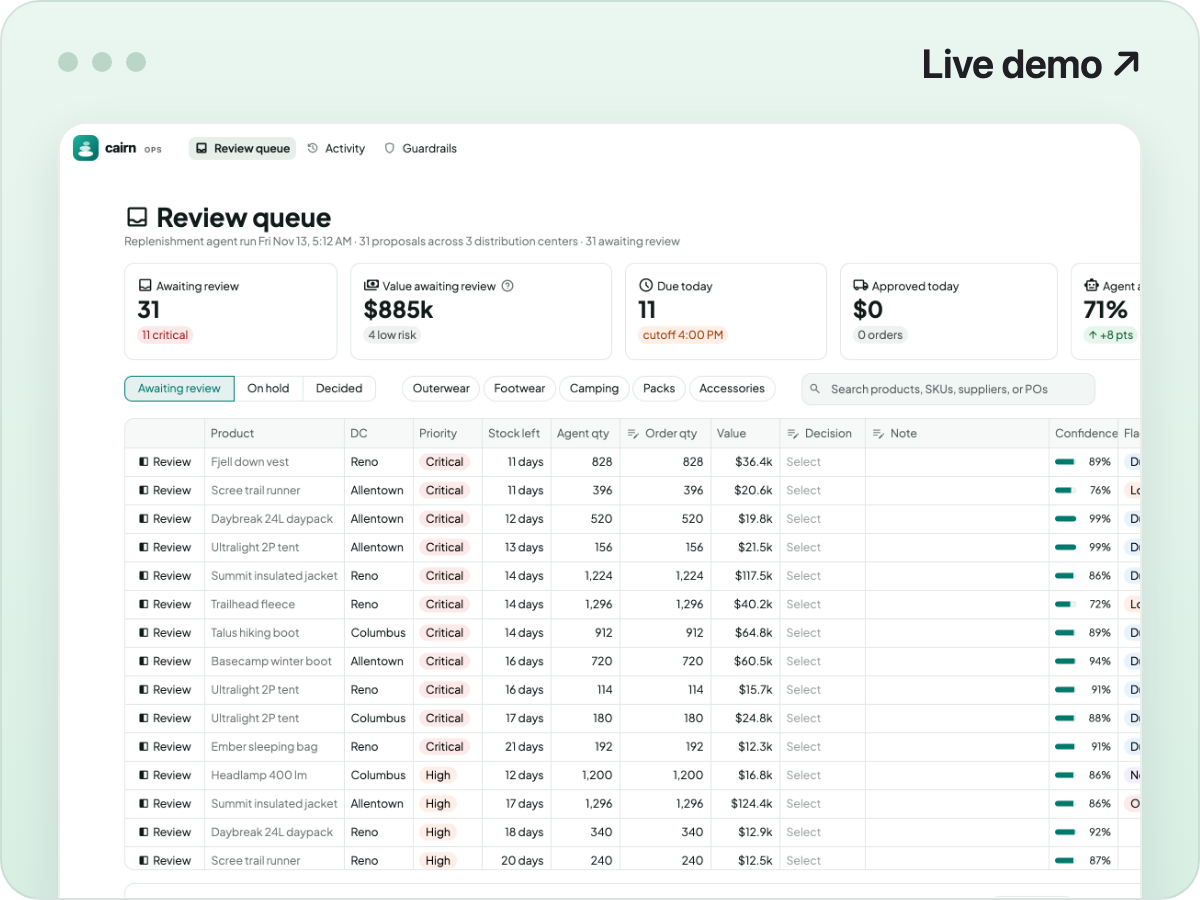 Live demo
cairn OPS Review queue Activity Guardrails
Review queue
Replenishment agent run Fri Nov 13, 5:12 AM · 31 proposals across 3 distribution centers · 31 awaiting review
Awaiting review
31
11 critical
Value awaiting review
$885k
4 low risk
Due today
11
cutoff 4:00 PM
Approved today
$0
0 orders
Agent
71%
↑ +8 pts
Awaiting review On hold Decided Outerwear Footwear Camping Packs Accessories Search products, SKUs, suppliers, or POs
Product DC Priority Stock left Agent qty Order qty Value Decision Note Confidence Fla
Review Fjell down vest Reno Critical 11 days 828 828 $36.4k Select 89%
Review Scree trail runner Allentown Critical 11 days 396 396 $20.6k Select 76%
Review Daybreak 24L daypack Allentown Critical 12 days 520 520 $19.8k Select 99%
Review Ultralight 2P tent Allentown Critical 13 days 156 156 $21.5k Select 99%
Review Summit insulated jacket Reno Critical 14 days 1,224 1,224 $117.5k Select 86%
Review Trailhead fleece Reno Critical 14 days 1,296 1,296 $40.2k Select 72%
Review Talus hiking boot Columbus Critical 14 days 912 912 $64.8k Select 89%
Review Basecamp winter boot Allentown Critical 16 days 720 720 $60.5k Select 94%
Review Ultralight 2P tent Reno Critical 16 days 114 114 $15.7k Select 91%
Review Ultralight 2P tent Columbus Critical 17 days 180 180 $24.8k Select 88%
Review Ember sleeping bag Reno Critical 21 days 192 192 $12.3k Select 91%
Review Headlamp 400 lm Columbus High 12 days 1,200 1,200 $16.8k Select 86%
Review Summit insulated jacket Allentown High 17 days 1,296 1,296 $124.4k Select 86%
Review Daybreak 24L daypack Reno High 18 days 340 340 $12.9k Select 92%
Review Scree trail runner Reno High 20 days 240 240 $12.5k Select 87%